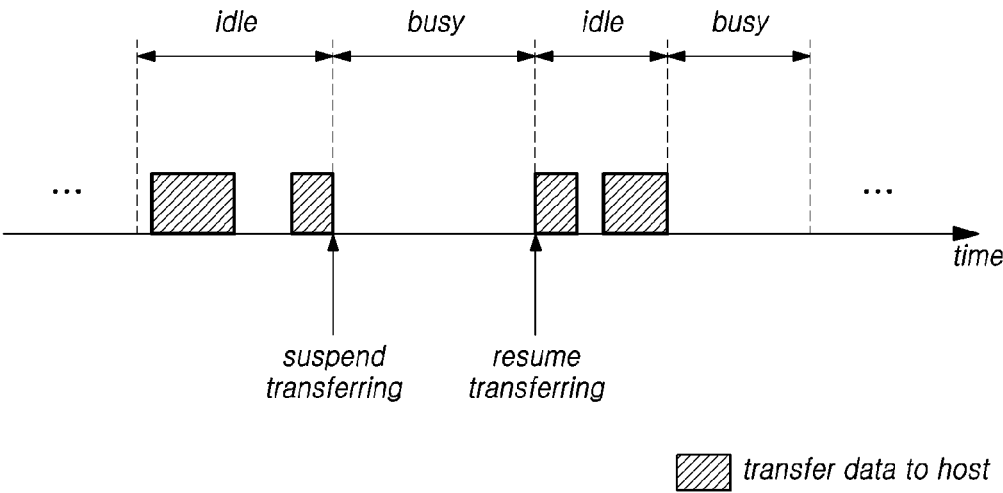 idle busy idle busy
... ...
time
suspend resume
transferring transferring
transfer data to host